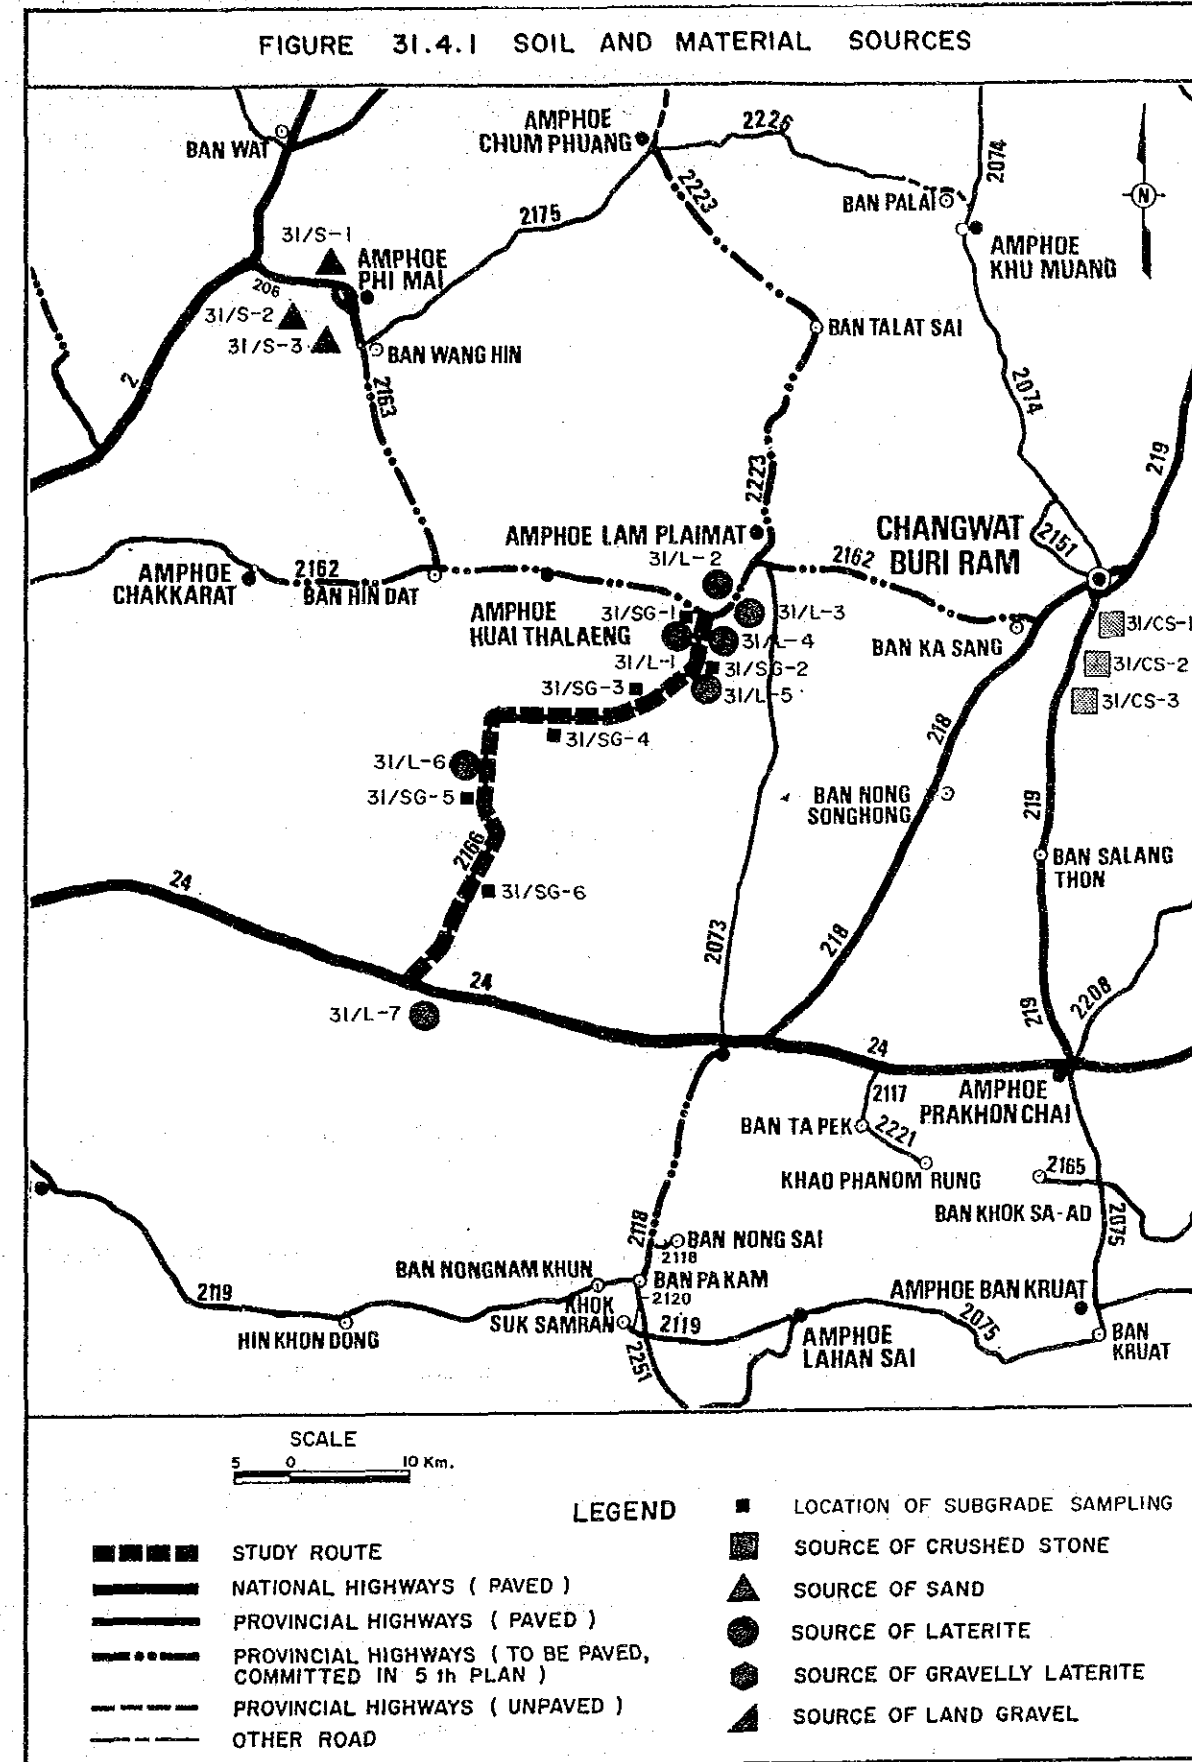 FIGURE 31.4.1 SOIL AND MATERIAL SOURCES
BAN WAT
AMPHOE
CHUM PHUANG
2226
2074
2223
BAN PALAI
N
2175
31/S-1
AMPHOE
PHI MAI
AMPHOE
KHU MUANG
206
31/S-2
31/S-3
BAN WANG HIN
BAN TALAT SAI
2
2163
2074
219
2223
AMPHOE LAM PLAIMAT
CHANGWAT
BURI RAM
2151
31/L-2
2162
AMPHOE
CHAKKARAT
2162
BAN HIN DAT
AMPHOE
HUAI THALAENG
31/SG-1
31/L-3
31/L-4
31/CS-1
BAN KA SANG
31/L-1
31/SG-2
31/CS-2
31/SG-3
31/L-5
31/CS-3
31/SG-4
218
31/L-6
31/SG-5
BAN NONG
SONGHONG
219
2166
BAN SALANG
THON
24
31/SG-6
2073
218
24
31/L-7
219
2208
24
2117
AMPHOE
PRAKHON CHAI
BAN TA PEK
2221
KHAO PHANOM RUNG
2165
BAN KHOK SA-AD
2075
2118
BAN NONG SAI
2118
BAN NONGNAM KHUN
BAN PA KAM
2119
2120
AMPHOE BAN KRUAT
KHOK
SUK SAMRAN
2119
HIN KHON DONG
AMPHOE
LAHAN SAI
2075
BAN
KRUAT
2251
SCALE
5 0 10 Km.
LEGEND
STUDY ROUTE
NATIONAL HIGHWAYS ( PAVED )
PROVINCIAL HIGHWAYS ( PAVED )
PROVINCIAL HIGHWAYS ( TO BE PAVED,
COMMITTED IN 5 th PLAN )
PROVINCIAL HIGHWAYS ( UNPAVED )
OTHER ROAD
LOCATION OF SUBGRADE SAMPLING
SOURCE OF CRUSHED STONE
SOURCE OF SAND
SOURCE OF LATERITE
SOURCE OF GRAVELLY LATERITE
SOURCE OF LAND GRAVEL